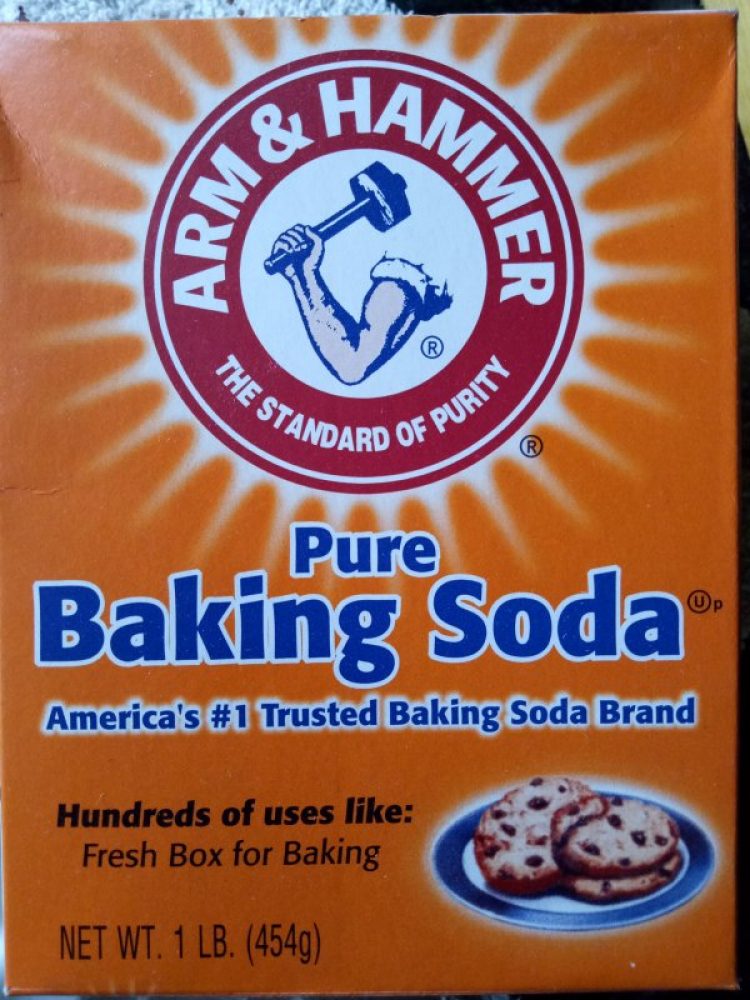 ARM & HAMMER
®
THE STANDARD OF PURITY
®
Pure
Baking Soda Ⓤp
America's #1 Trusted Baking Soda Brand
Hundreds of uses like:
Fresh Box for Baking
NET WT. 1 LB. (454g)